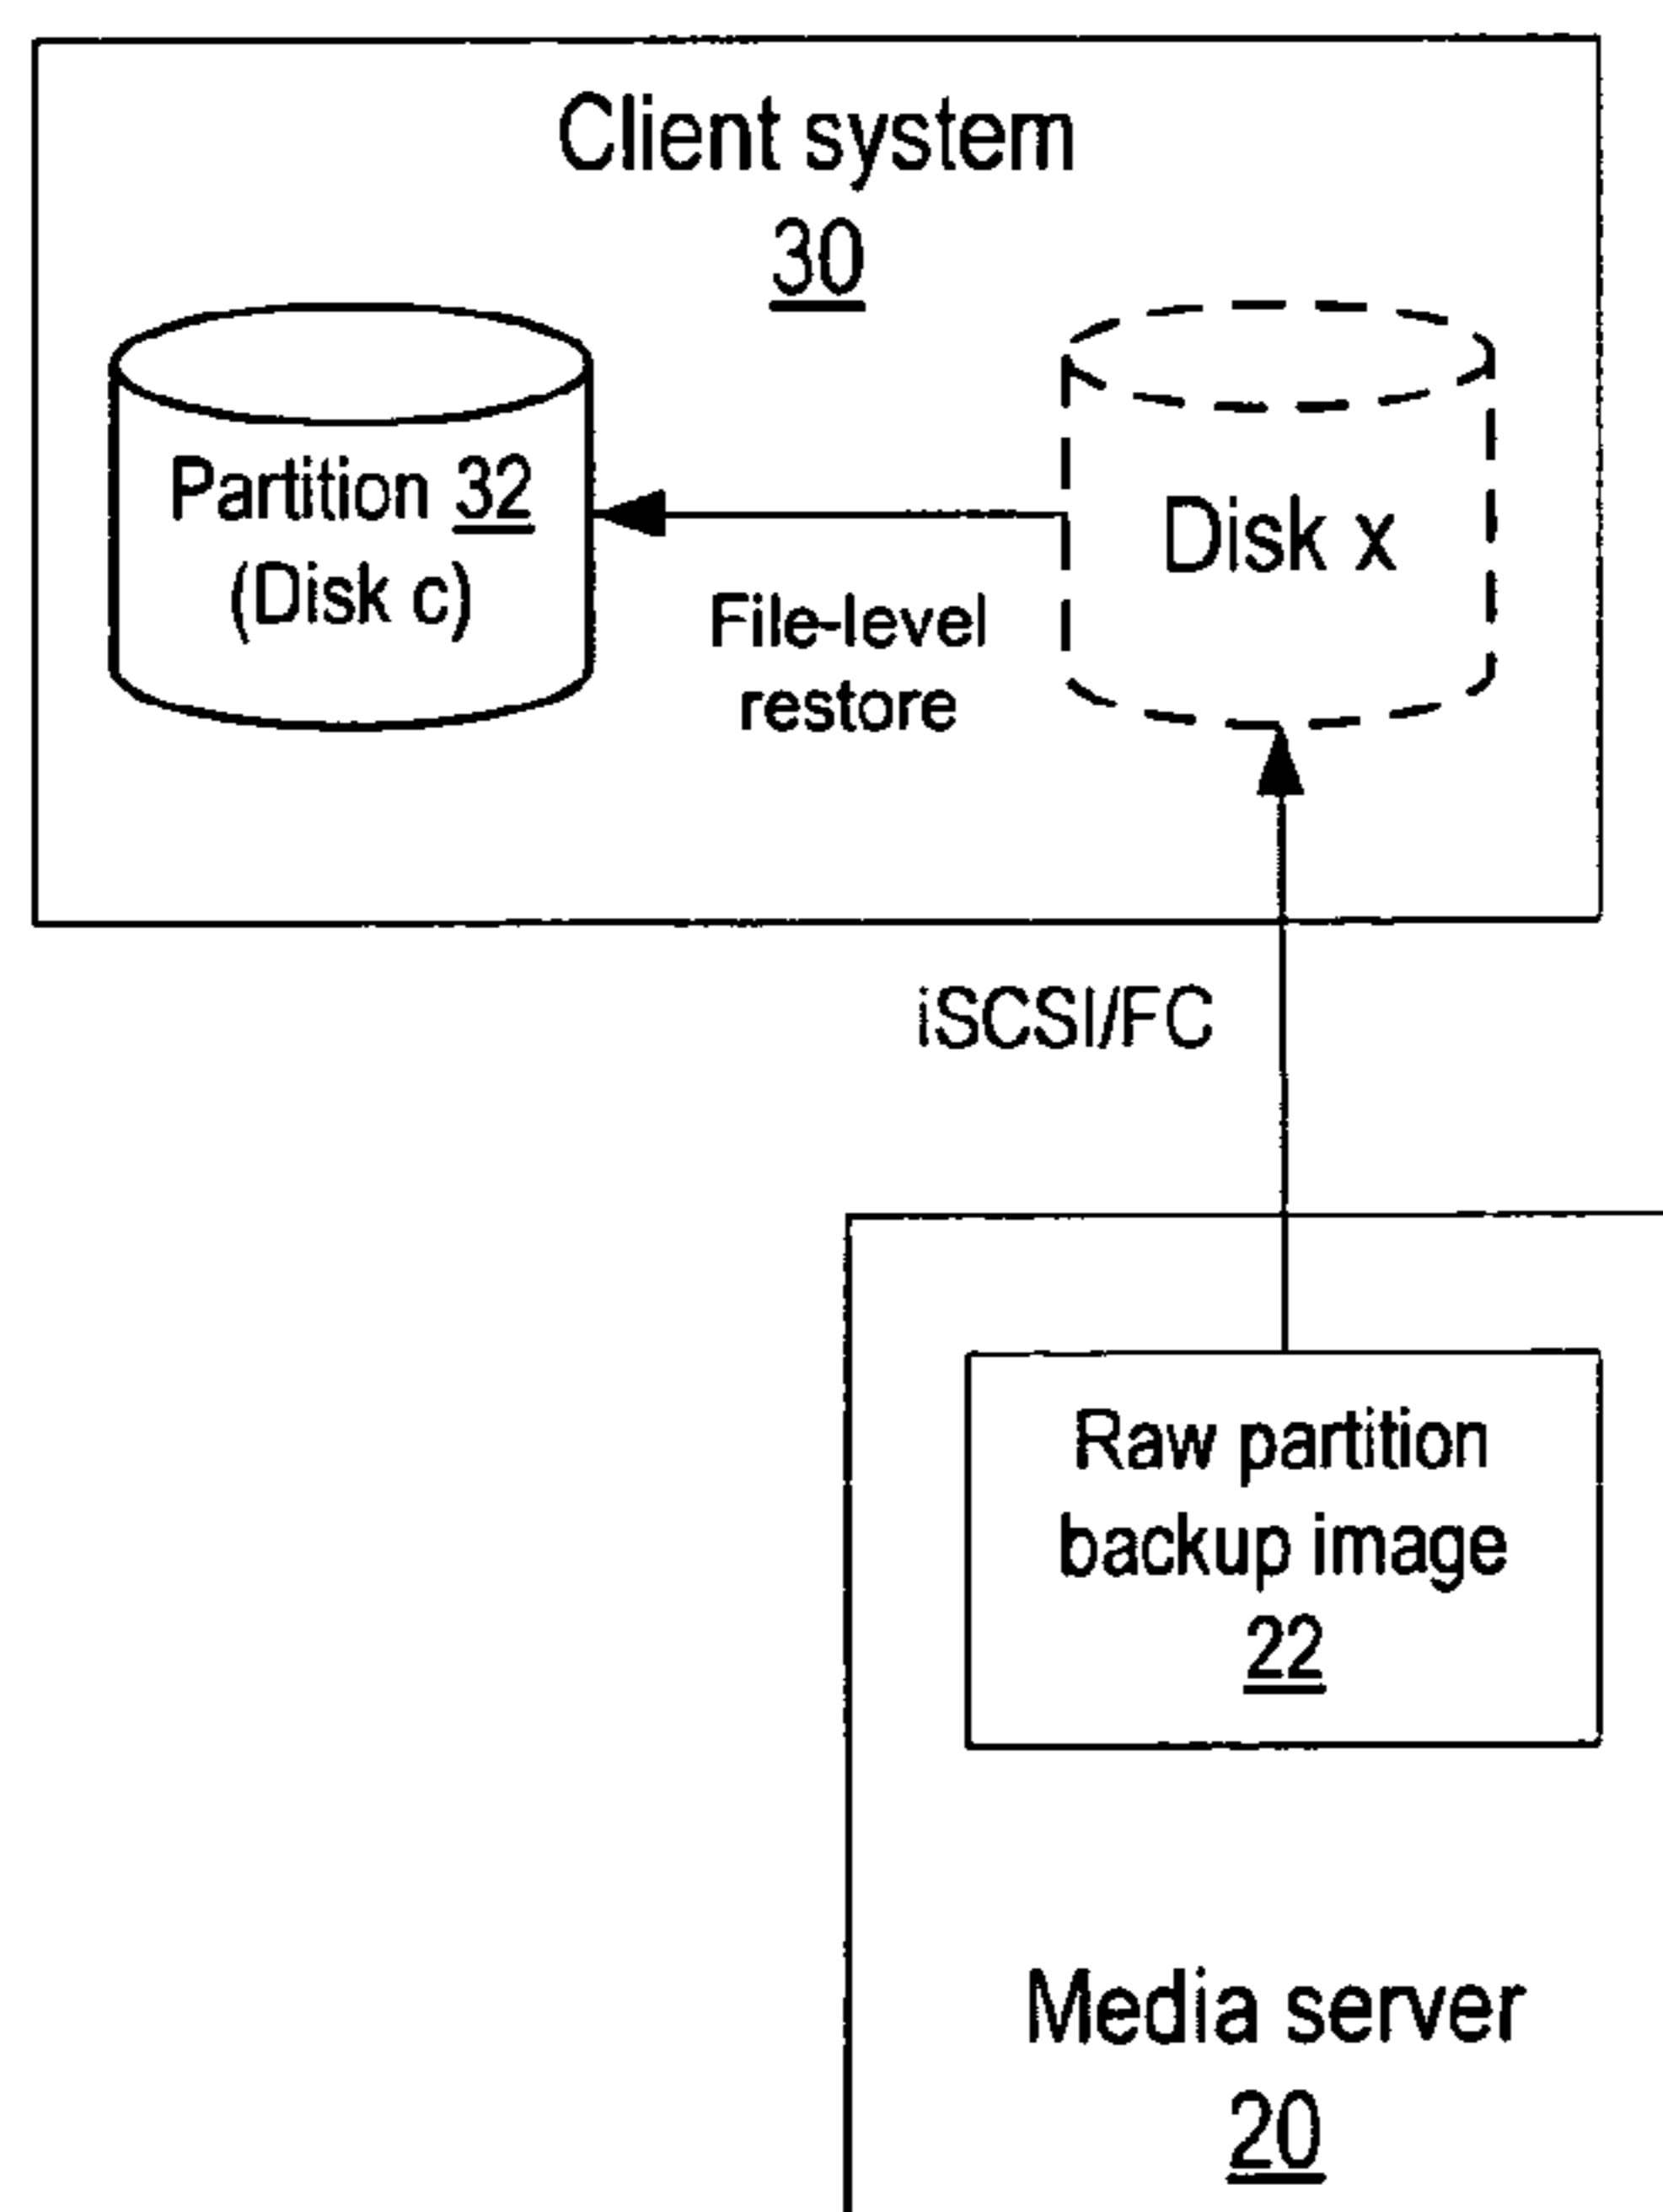 Client system
30
Partition 32
(Disk c)
File-level
restore
Disk x
iSCSI/FC
Raw partition
backup image
22
Media server
20